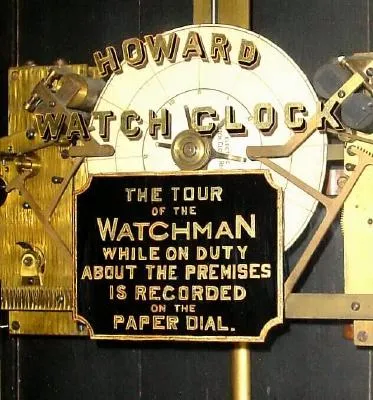 HOWARD
WATCH CLOCK
THE TOUR
OF THE
WATCHMAN
WHILE ON DUTY
ABOUT THE PREMISES
IS RECORDED
ON THE
PAPER DIAL.